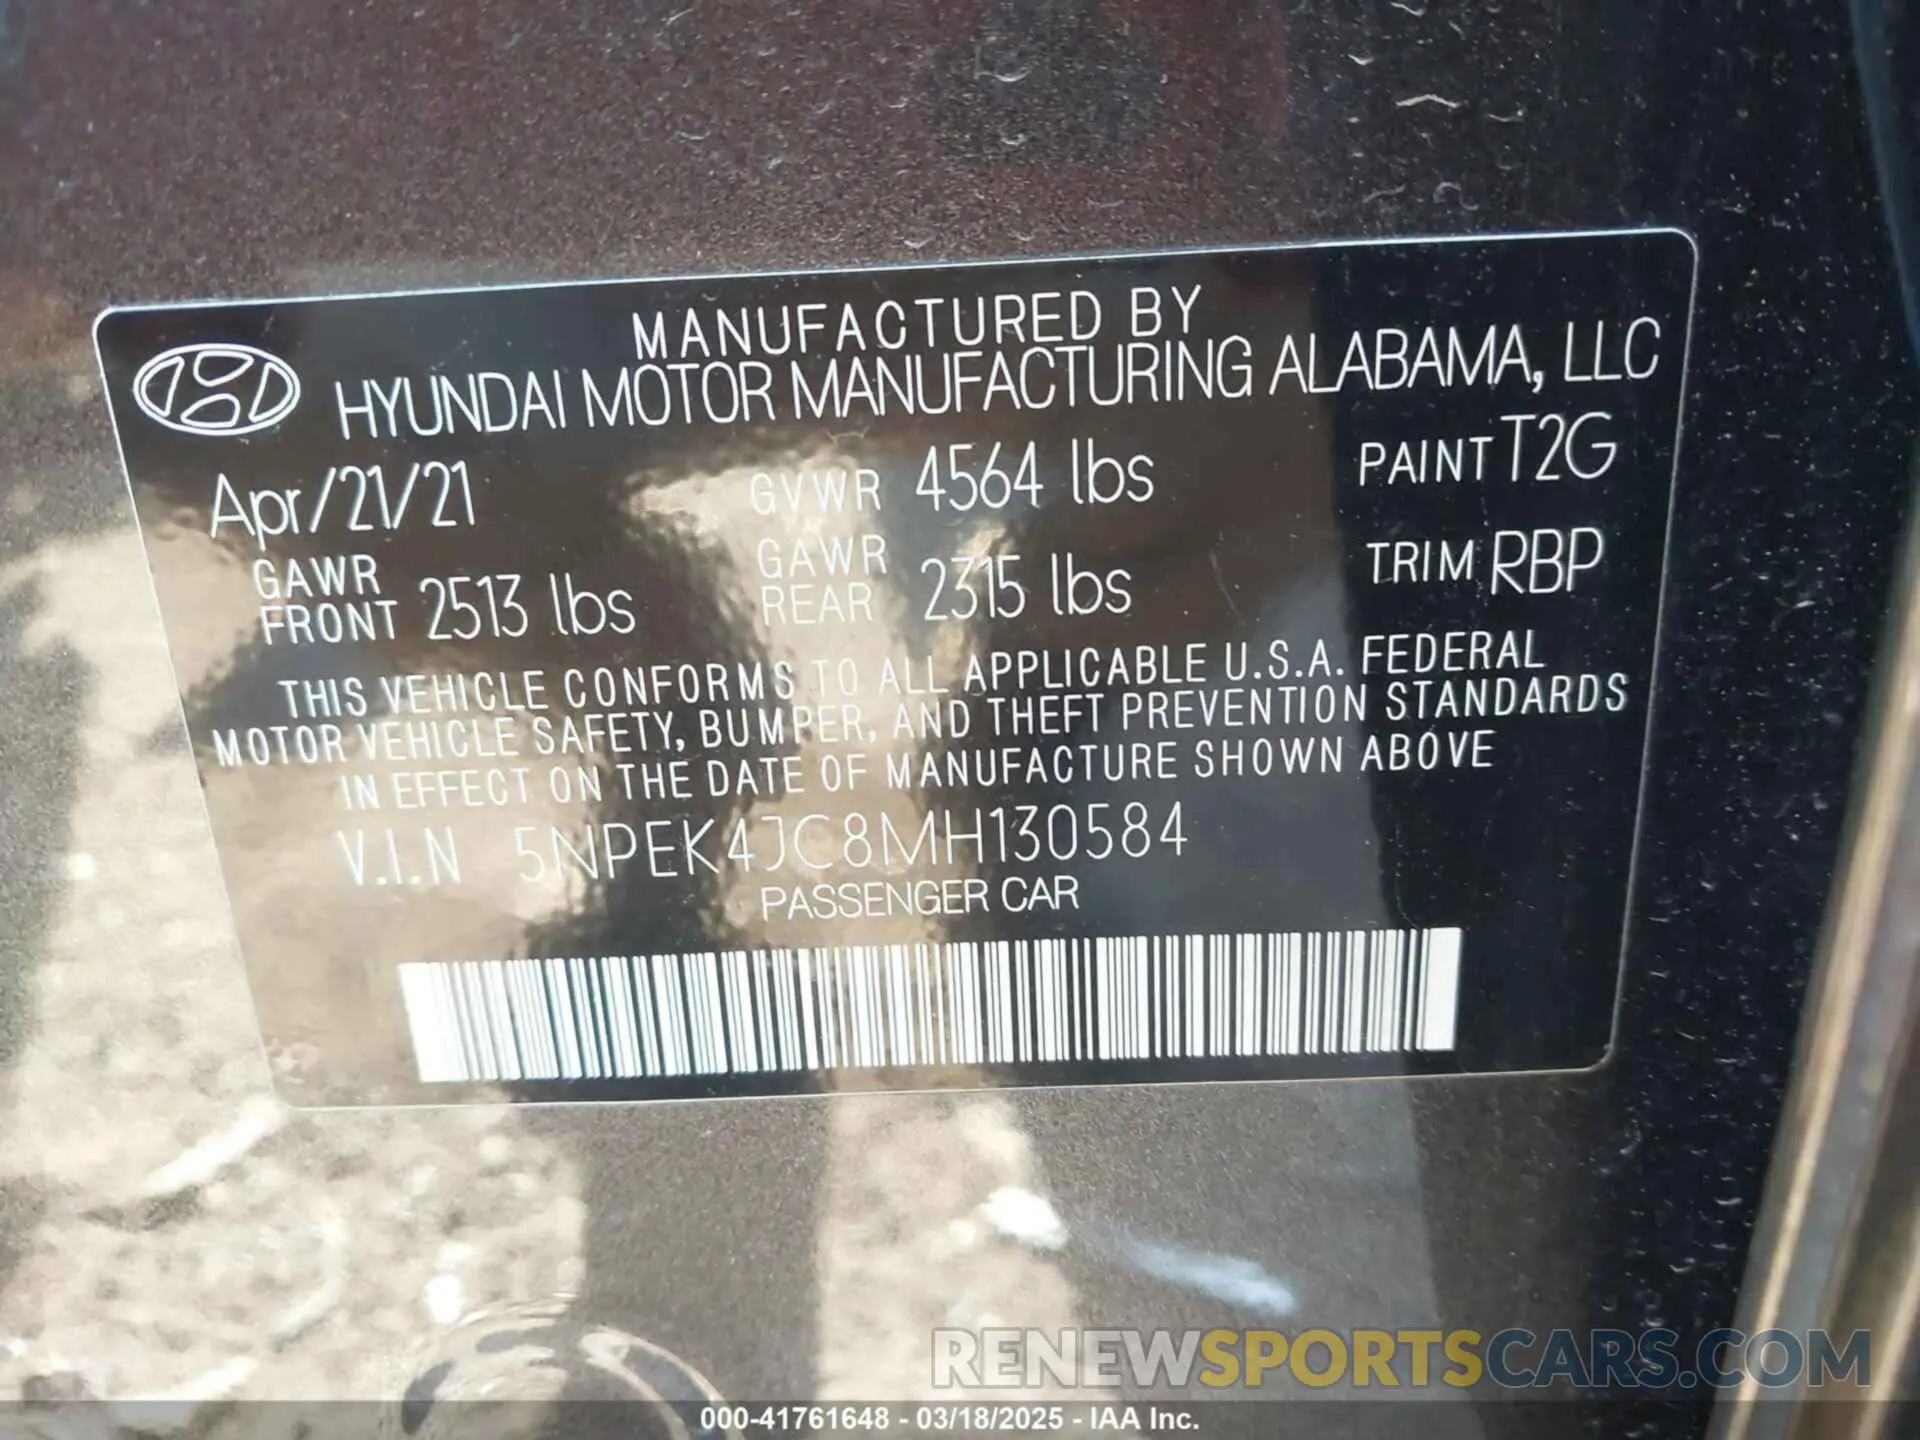 MANUFACTURED BY
HYUNDAI MOTOR MANUFACTURING ALABAMA, LLC
Apr/21/21 GVWR 4564 lbs PAINT T2G
GAWR FRONT 2513 lbs GAWR REAR 2315 lbs TRIM RBP
THIS VEHICLE CONFORMS TO ALL APPLICABLE U.S.A. FEDERAL
MOTOR VEHICLE SAFETY, BUMPER, AND THEFT PREVENTION STANDARDS
IN EFFECT ON THE DATE OF MANUFACTURE SHOWN ABOVE
V.I.N 5NPEK4JC8MH130584
PASSENGER CAR
RENEWSPORTSCARS.COM
000-41761648 - 03/18/2025 - IAA Inc.